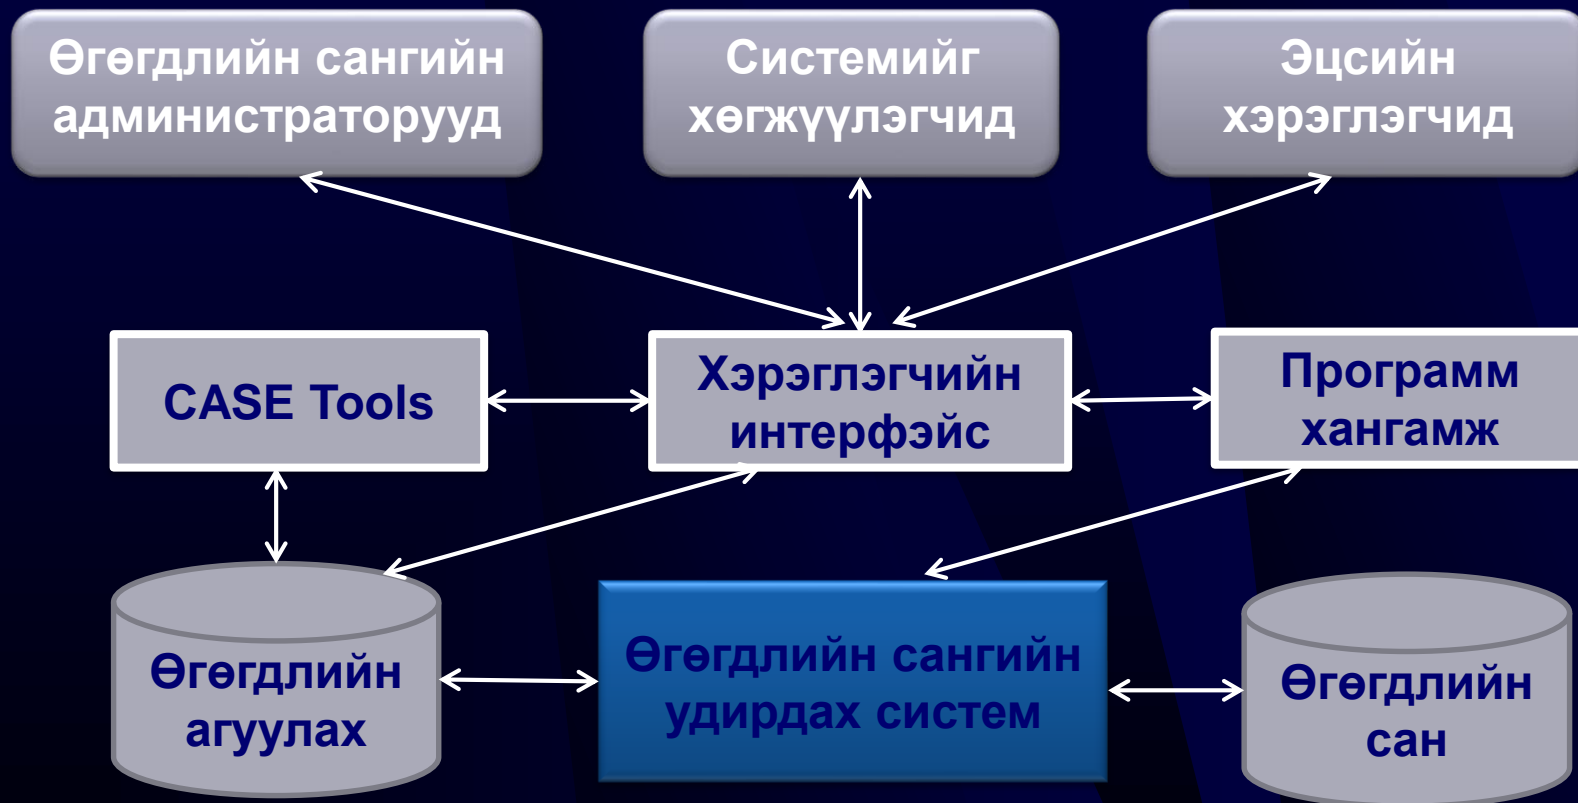 Өгөгдлийн сангийн
администраторууд
Системийг
хөгжүүлэгчид
Эцсийн
хэрэглэгчид
CASE Tools
Хэрэглэгчийн
интерфэйс
Программ
хангамж
Өгөгдлийн
агуулах
Өгөгдлийн сангийн
удирдах систем
Өгөгдлийн
сан